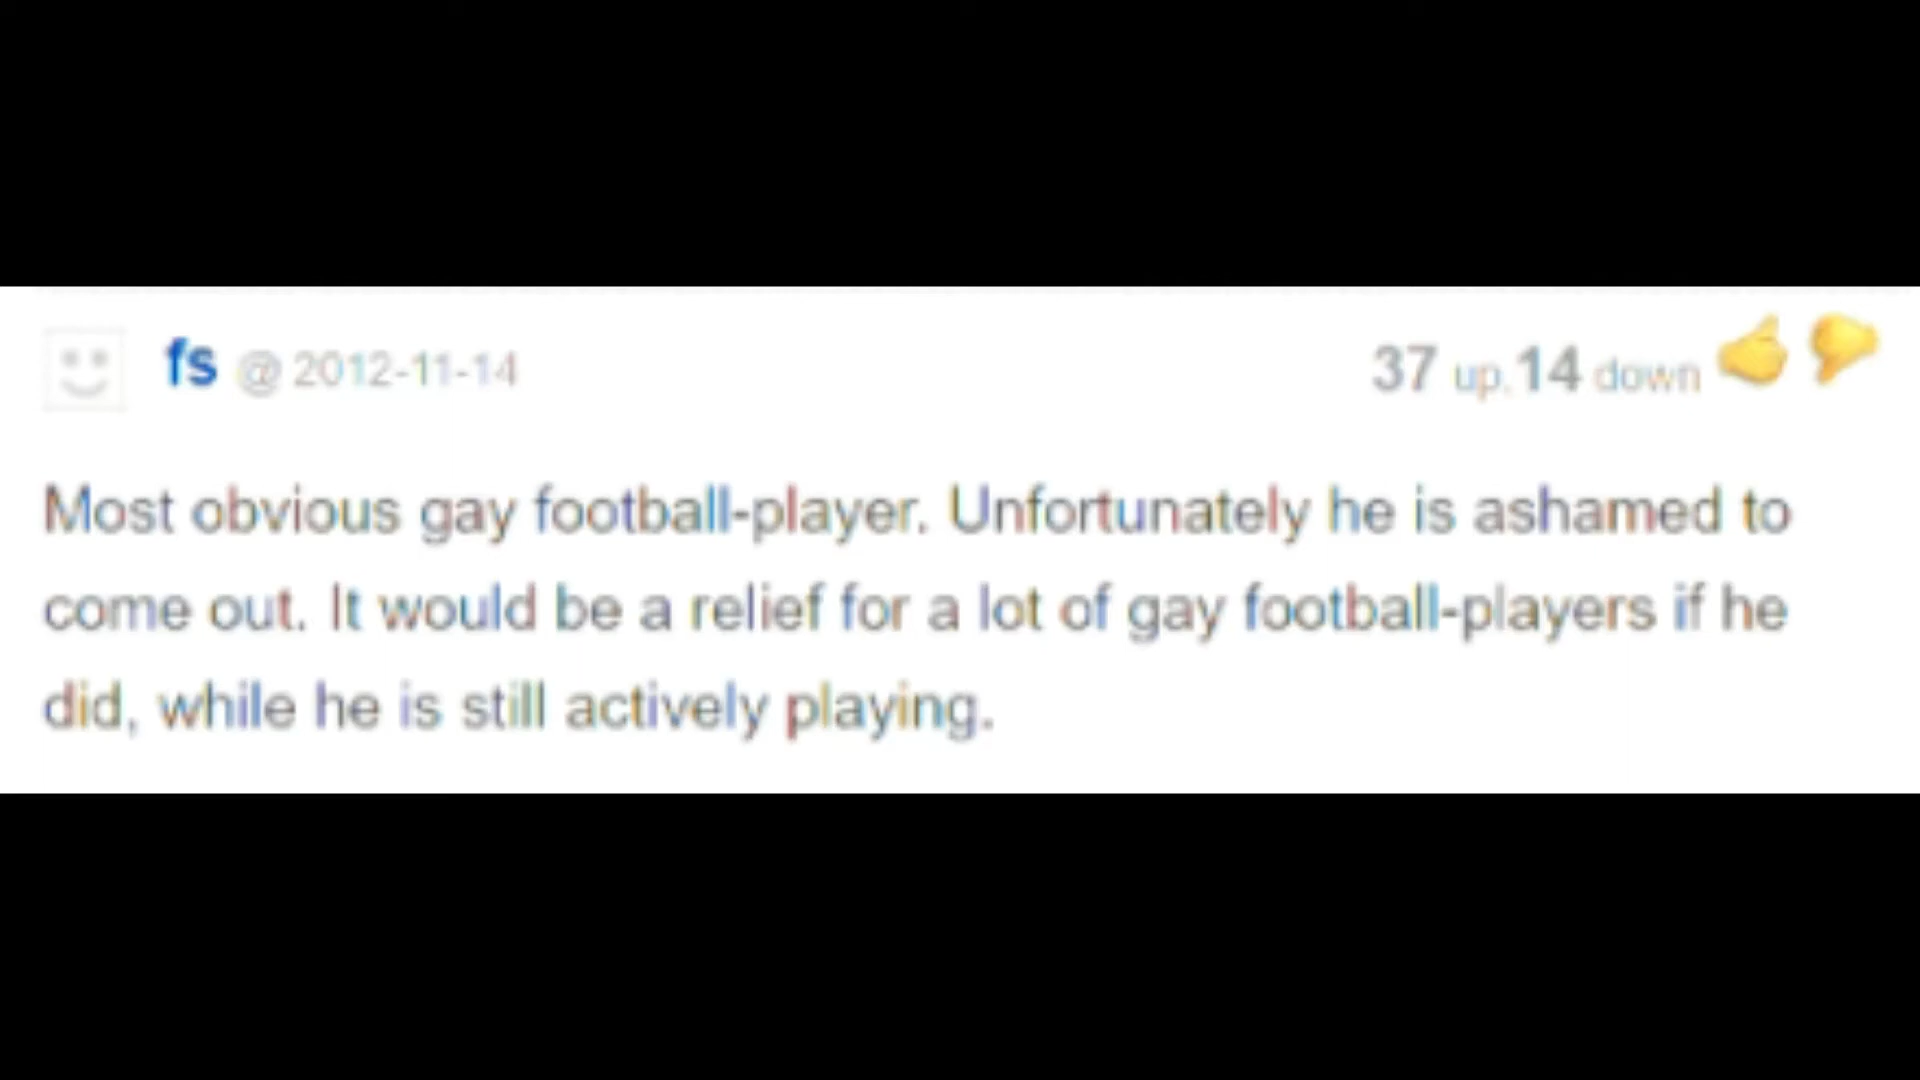 fs @ 2012-11-14 37 up, 14 down
Most obvious gay football-player. Unfortunately he is ashamed to
come out. It would be a relief for a lot of gay football-players if he
did, while he is still actively playing.